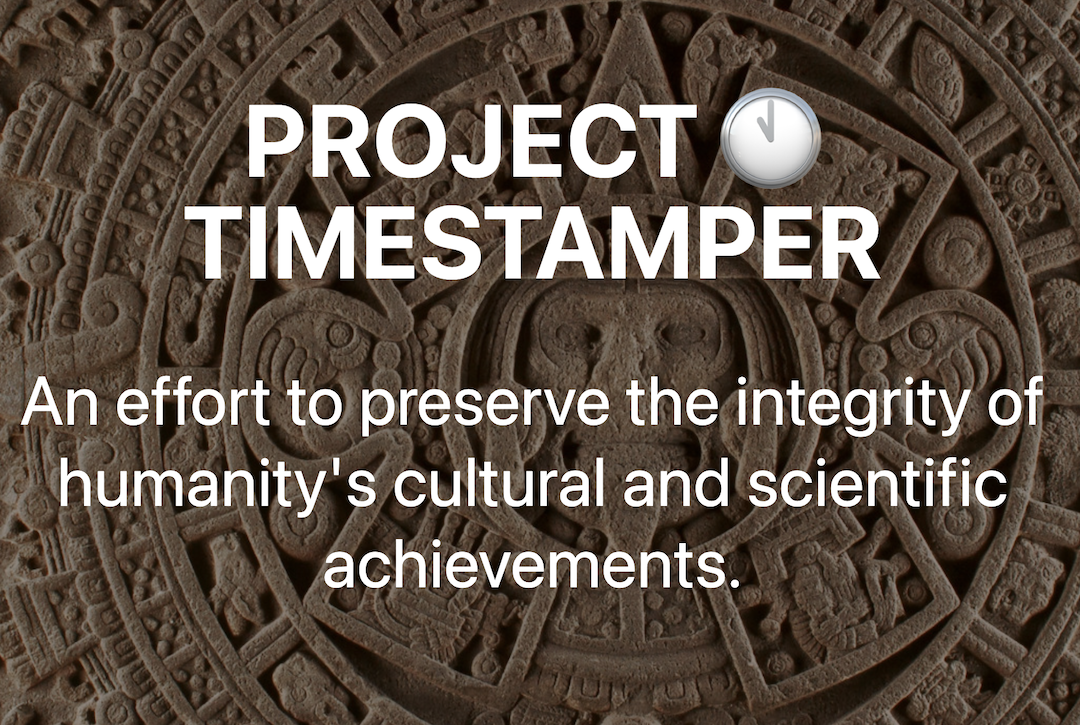 PROJECT 🕚
TIMESTAMPER
An effort to preserve the integrity of
humanity's cultural and scientific
achievements.